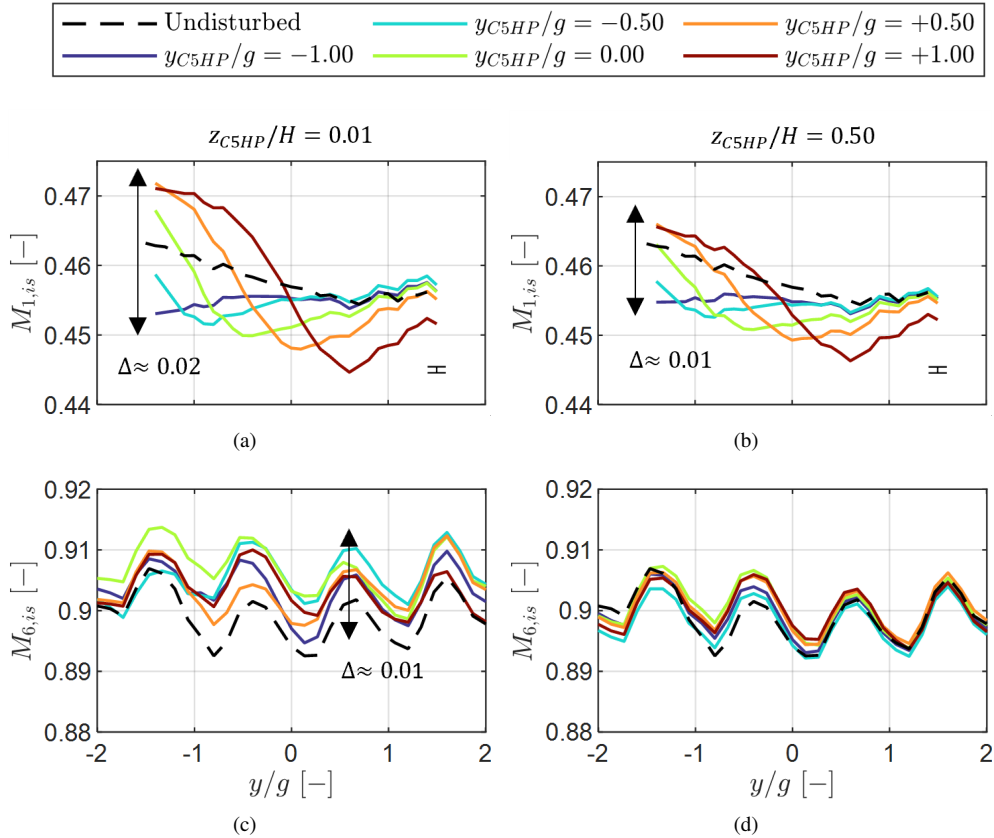 Undisturbed
y_{C5HP}/g = −0.50
y_{C5HP}/g = +0.50
y_{C5HP}/g = −1.00
y_{C5HP}/g = 0.00
y_{C5HP}/g = +1.00
z_{C5HP}/H = 0.01
z_{C5HP}/H = 0.50
M_{1,is} [−]
0.47
0.46
0.45
0.44
Δ≈ 0.02
(a)
M_{1,is} [−]
0.47
0.46
0.45
0.44
Δ≈ 0.01
(b)
M_{6,is} [−]
0.92
0.91
0.9
0.89
0.88
Δ≈ 0.01
-2
-1
0
1
2
y/g [−]
(c)
M_{6,is} [−]
0.92
0.91
0.9
0.89
0.88
-2
-1
0
1
2
y/g [−]
(d)